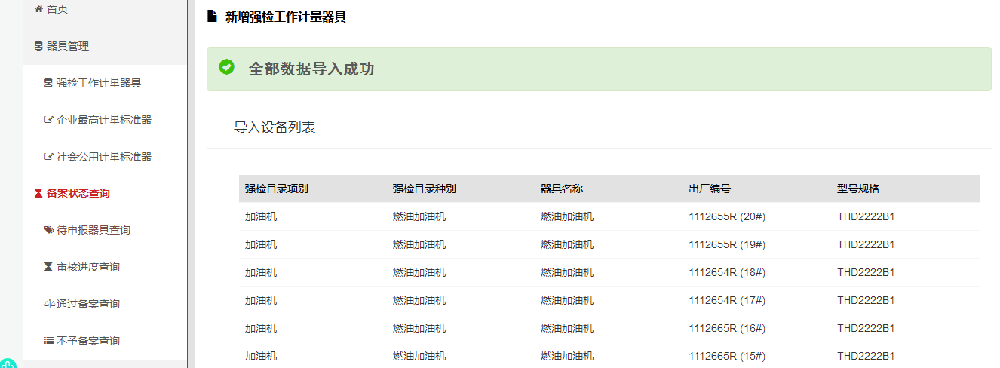 首页
器具管理
强检工作计量器具
企业最高计量标准器
社会公用计量标准器
备案状态查询
待申报器具查询
审核进度查询
通过备案查询
不予备案查询
新增强检工作计量器具
全部数据导入成功
导入设备列表
强检目录项别 强检目录种别 器具名称 出厂编号 型号规格
加油机 燃油加油机 燃油加油机 1112655R (20#) THD2222B1
加油机 燃油加油机 燃油加油机 1112655R (19#) THD2222B1
加油机 燃油加油机 燃油加油机 1112654R (18#) THD2222B1
加油机 燃油加油机 燃油加油机 1112654R (17#) THD2222B1
加油机 燃油加油机 燃油加油机 1112665R (16#) THD2222B1
加油机 燃油加油机 燃油加油机 1112665R (15#) THD2222B1